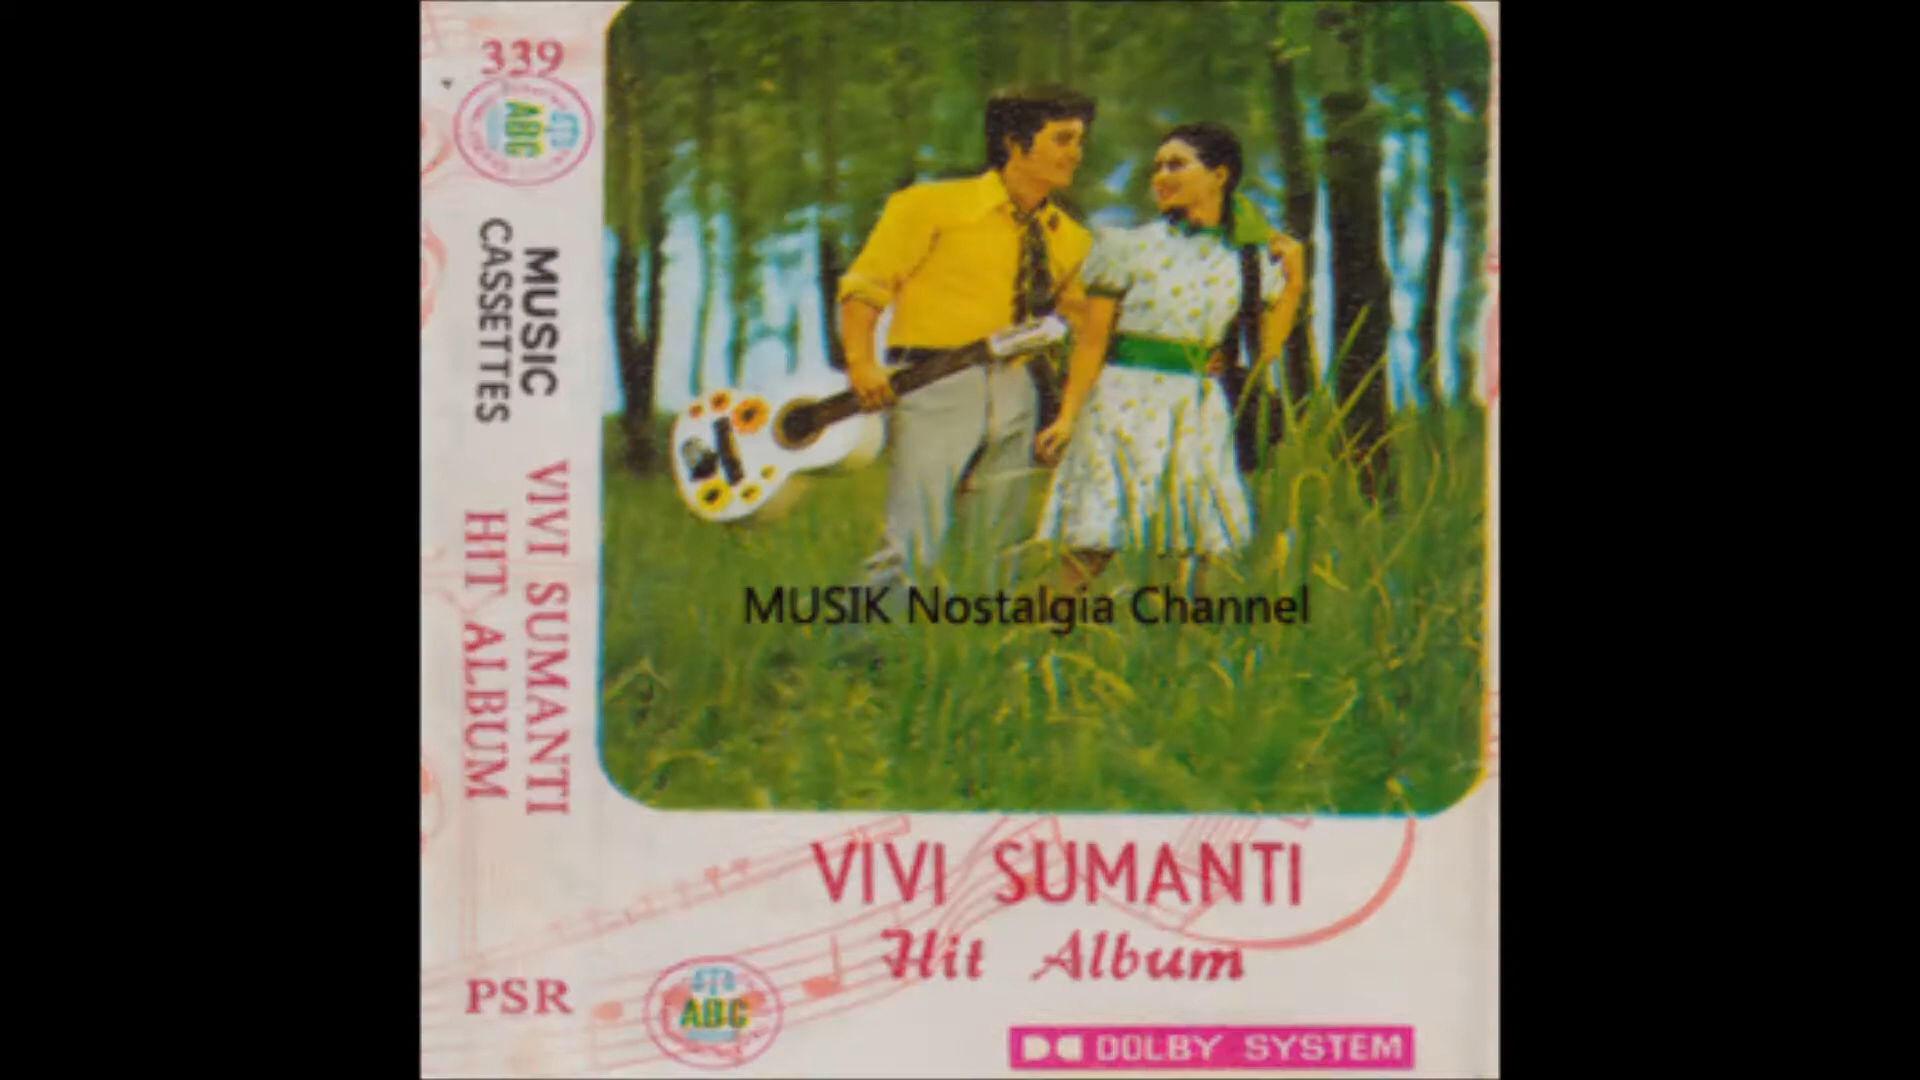 339
ABC
MUSIC
CASSETTES
VIVI SUMANTI
HIT ALBUM
PSR
MUSIK Nostalgia Channel
VIVI SUMANTI
Hit Album
ABC
DOLBY SYSTEM